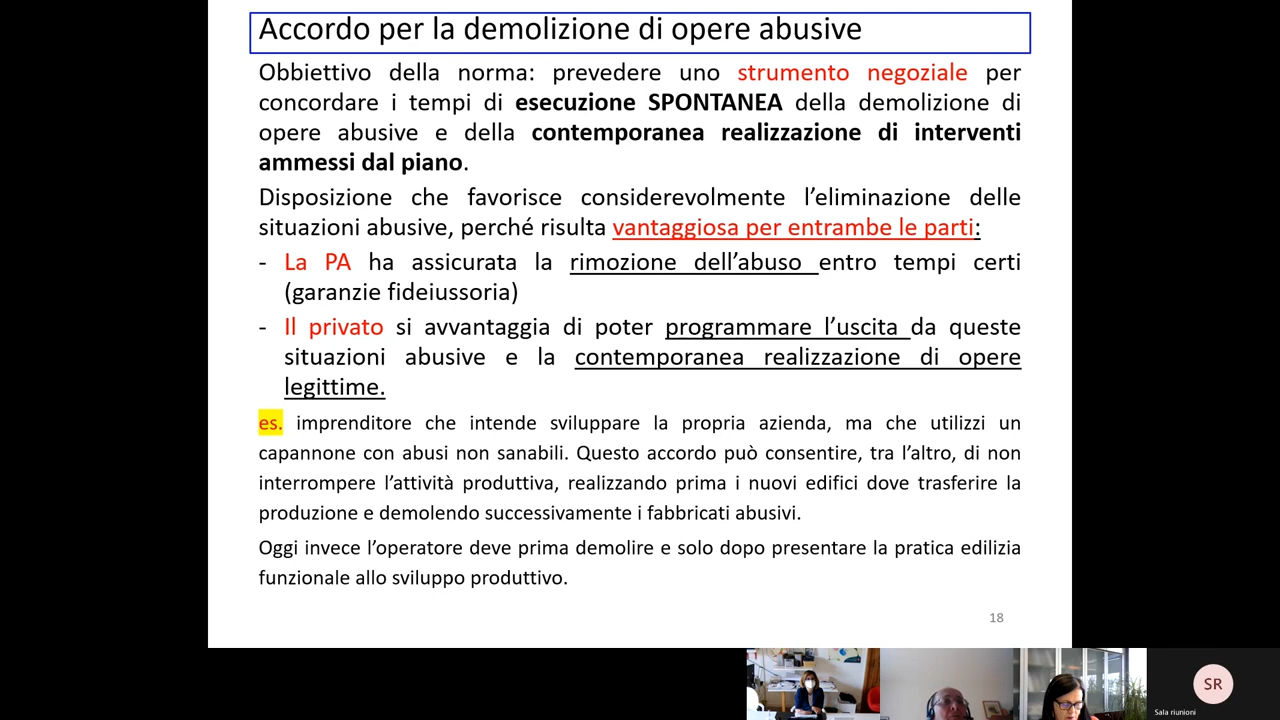 Accordo per la demolizione di opere abusive
Obbiettivo della norma: prevedere uno strumento negoziale per
concordare i tempi di esecuzione SPONTANEA della demolizione di
opere abusive e della contemporanea realizzazione di interventi
ammessi dal piano.
Disposizione che favorisce considerevolmente l'eliminazione delle
situazioni abusive, perché risulta vantaggiosa per entrambe le parti:
- La PA ha assicurata la rimozione dell'abuso entro tempi certi
(garanzie fideiussoria)
- Il privato si avvantaggia di poter programmare l'uscita da queste
situazioni abusive e la contemporanea realizzazione di opere
legittime.
es. imprenditore che intende sviluppare la propria azienda, ma che utilizzi un
capannone con abusi non sanabili. Questo accordo può consentire, tra l'altro, di non
interrompere l'attività produttiva, realizzando prima i nuovi edifici dove trasferire la
produzione e demolendo successivamente i fabbricati abusivi.
Oggi invece l'operatore deve prima demolire e solo dopo presentare la pratica edilizia
funzionale allo sviluppo produttivo.
18
SR
Sala riunioni